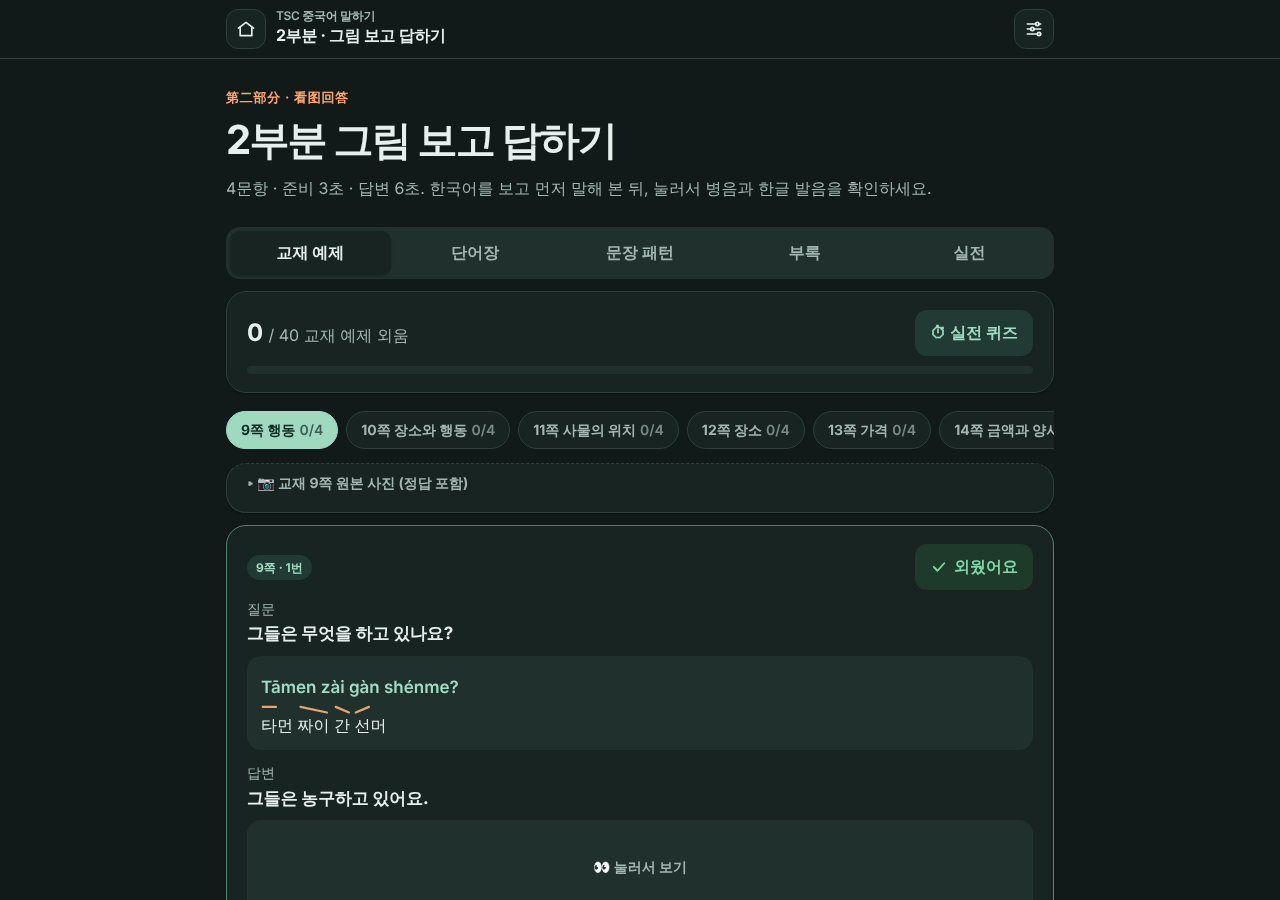 TSC 중국어 말하기
2부분 · 그림 보고 답하기
第二部分 · 看图回答
2부분 그림 보고 답하기
4문항 · 준비 3초 · 답변 6초. 한국어를 보고 먼저 말해 본 뒤, 눌러서 병음과 한글 발음을 확인하세요.
교재 예제 단어장 문장 패턴 부록 실전
0 / 40 교재 예제 외움 ⏱ 실전 퀴즈
9쪽 행동 0/4 10쪽 장소와 행동 0/4 11쪽 사물의 위치 0/4 12쪽 장소 0/4 13쪽 가격 0/4 14쪽 금액과
▸ 📷 교재 9쪽 원본 사진 (정답 포함)
9쪽 · 1번 ✓ 외웠어요
질문
그들은 무엇을 하고 있나요?
Tāmen zài gàn shénme?
타먼 짜이 간 선머
답변
그들은 농구하고 있어요.
👀 눌러서 보기